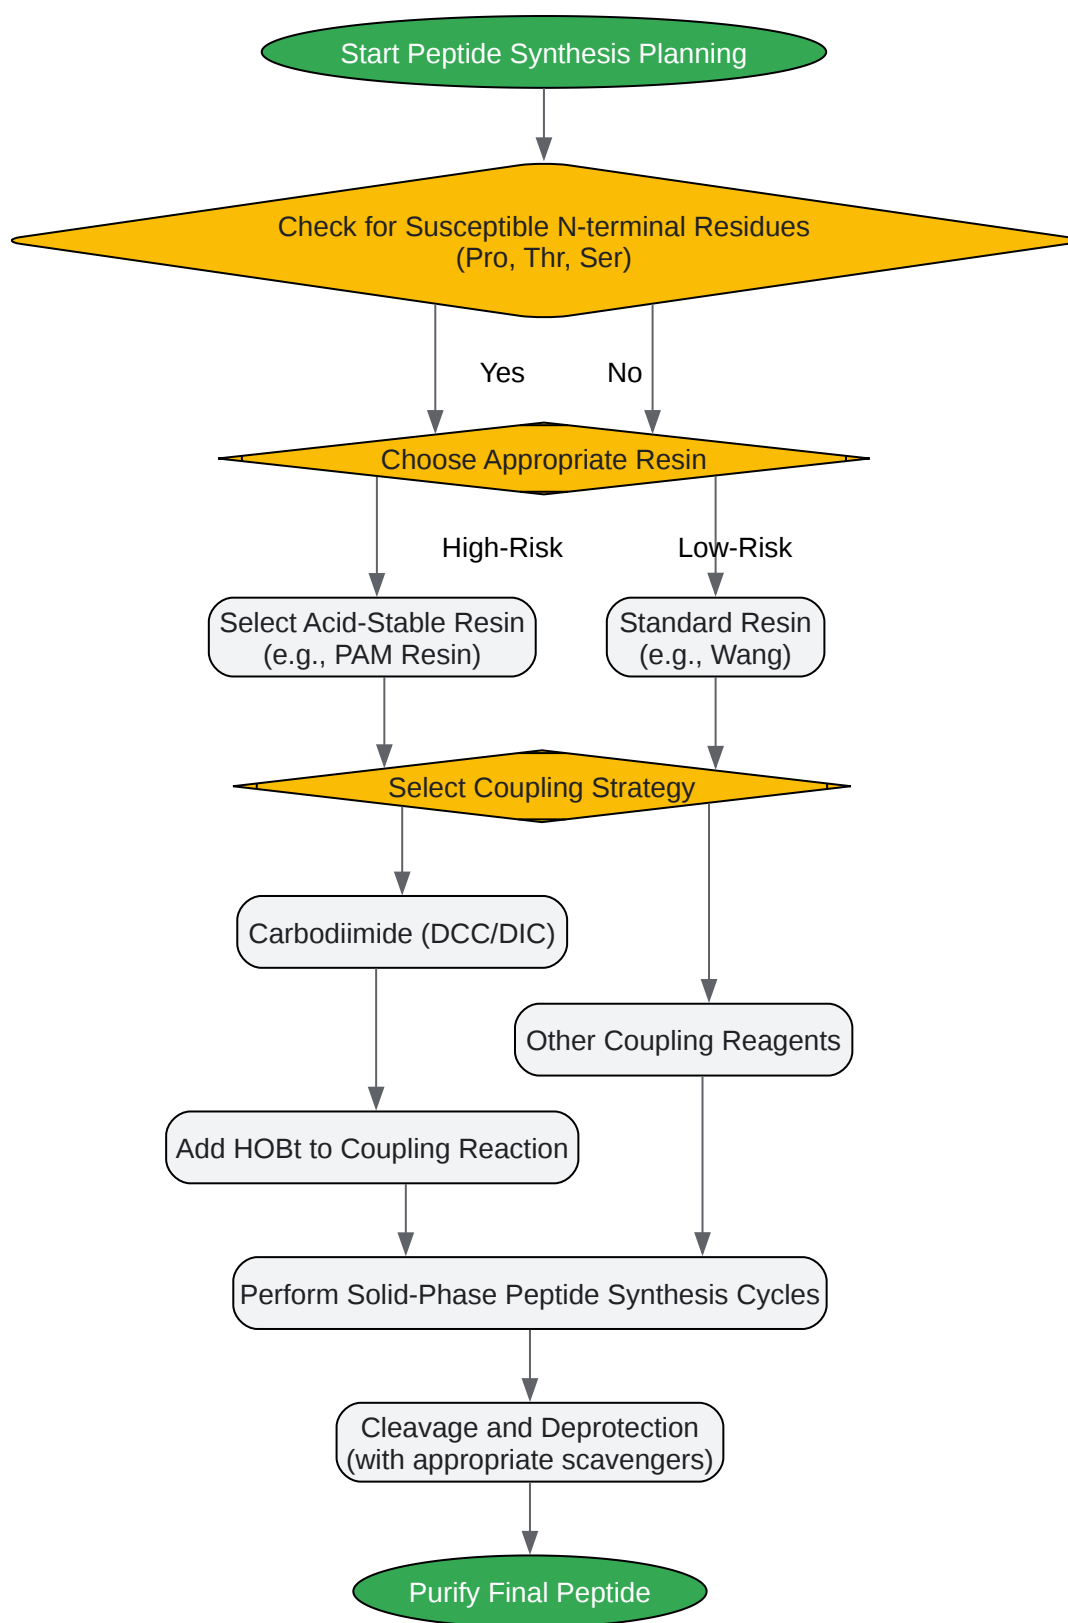 Start Peptide Synthesis Planning
Check for Susceptible N-terminal Residues
(Pro, Thr, Ser)
Yes
No
Choose Appropriate Resin
High-Risk
Low-Risk
Select Acid-Stable Resin
(e.g., PAM Resin)
Standard Resin
(e.g., Wang)
Select Coupling Strategy
Carbodiimide (DCC/DIC)
Other Coupling Reagents
Add HOBt to Coupling Reaction
Perform Solid-Phase Peptide Synthesis Cycles
Cleavage and Deprotection
(with appropriate scavengers)
Purify Final Peptide